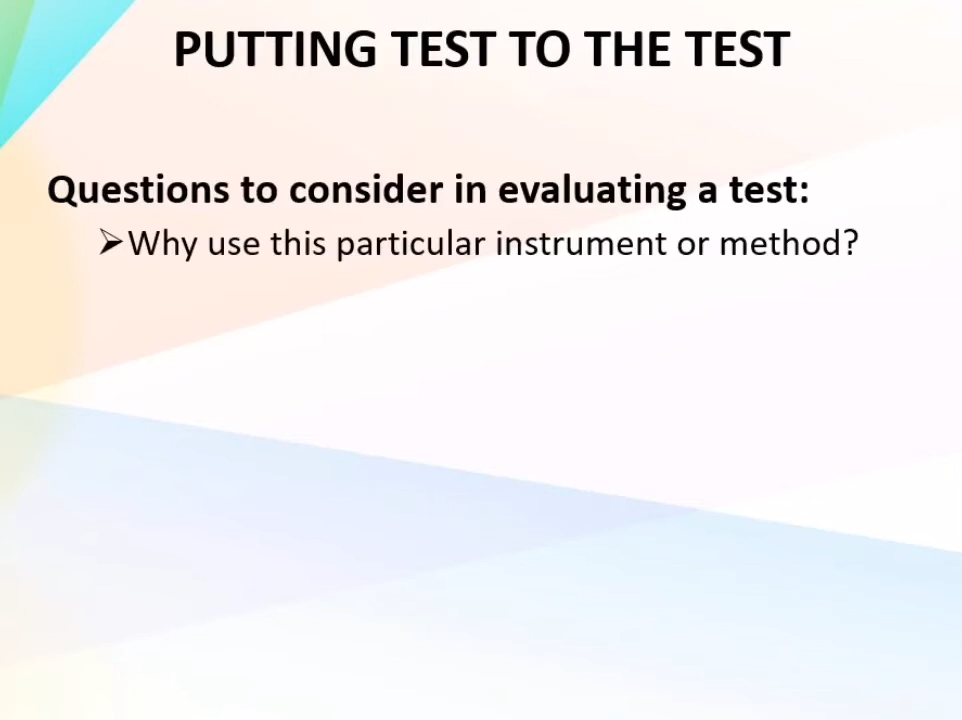 PUTTING TEST TO THE TEST
Questions to consider in evaluating a test:
➢Why use this particular instrument or method?